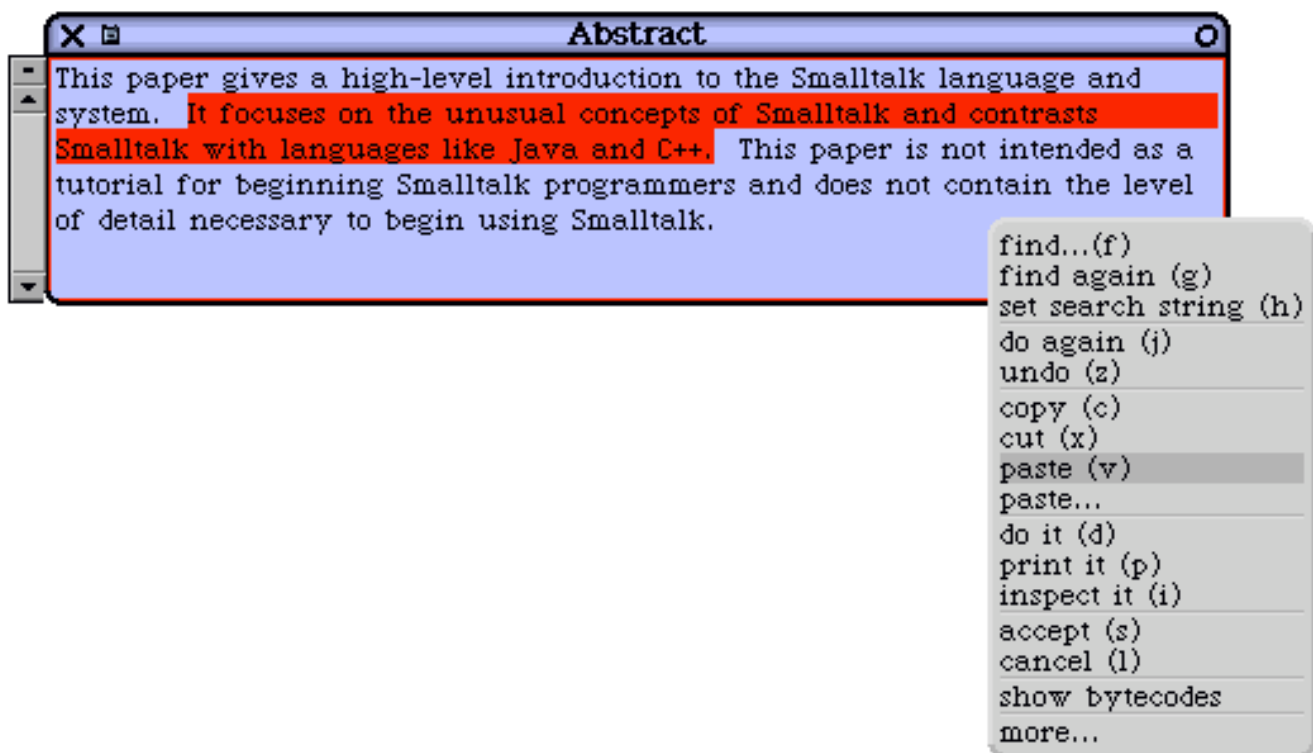 Abstract
This paper gives a high-level introduction to the Smalltalk language and
system. It focuses on the unusual concepts of Smalltalk and contrasts
Smalltalk with languages like Java and C++. This paper is not intended as a
tutorial for beginning Smalltalk programmers and does not contain the level
of detail necessary to begin using Smalltalk.
find...(f)
find again (g)
set search string (h)
do again (j)
undo (z)
copy (c)
cut (x)
paste (v)
paste...
do it (d)
print it (p)
inspect it (i)
accept (s)
cancel (l)
show bytecodes
more...